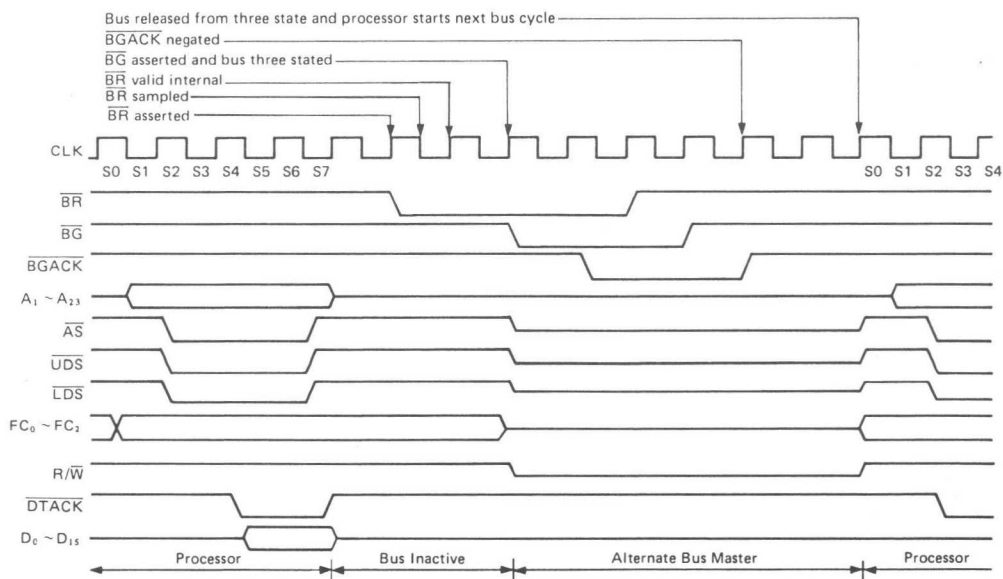 Bus released from three state and processor starts next bus cycle
BGACK negated
BG asserted and bus three stated
BR valid internal
BR sampled
BR asserted
CLK
S0 S1 S2 S3 S4 S5 S6 S7 S0 S1 S2 S3 S4
BR
BG
BGACK
A₁ ~ A₂₃
AS
UDS
LDS
FC₀ ~ FC₂
R/W
DTACK
D₀ ~ D₁₅
Processor Bus Inactive Alternate Bus Master Processor